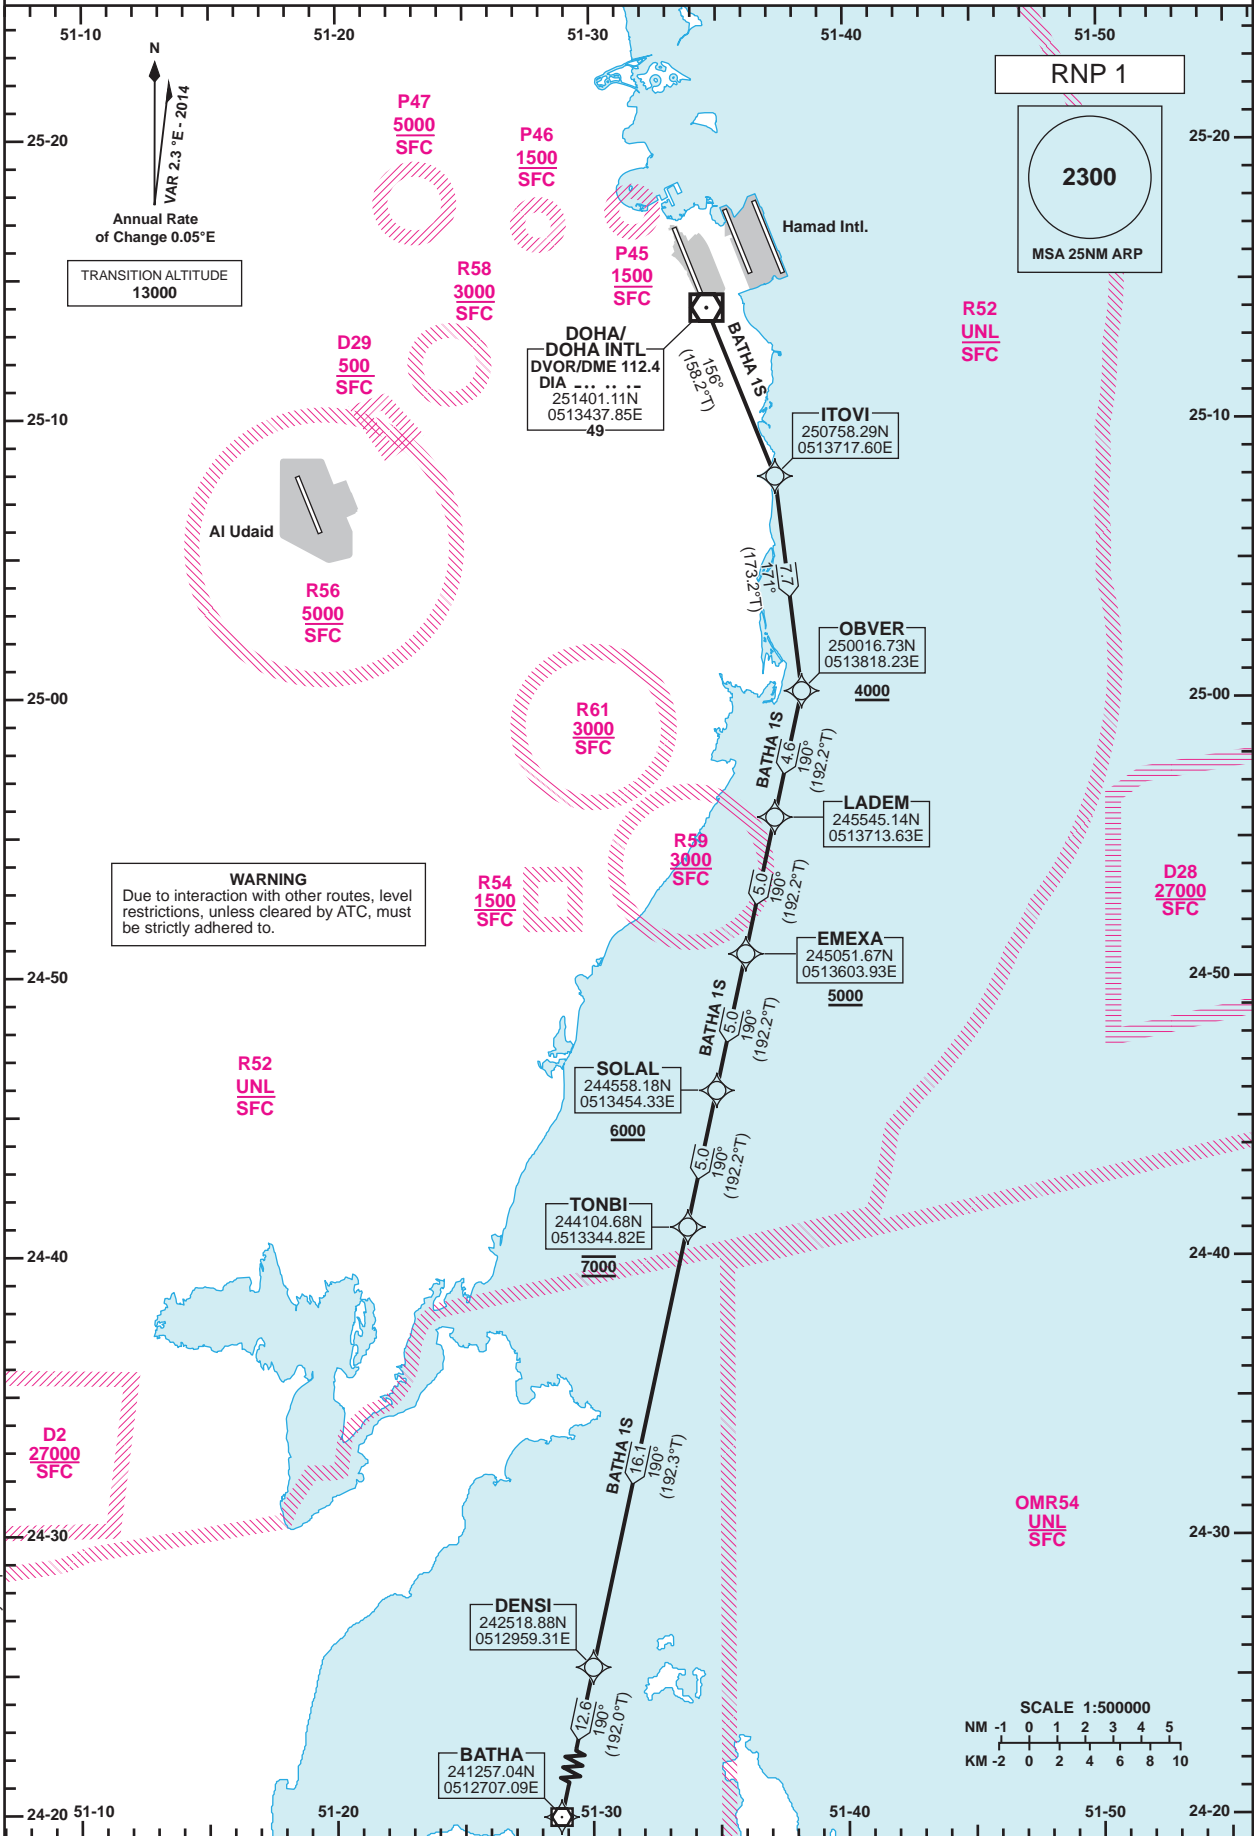 51-10
51-20
51-30
51-40
51-50
N
VAR 2.3 °E - 2014
Annual Rate
of Change 0.05°E
TRANSITION ALTITUDE
13000
RNP 1
2300
MSA 25NM ARP
25-20
25-20
P47
5000
SFC
P46
1500
SFC
P45
1500
SFC
Hamad Intl.
R58
3000
SFC
D29
500
SFC
R52
UNL
SFC
DOHA/
DOHA INTL
DVOR/DME 112.4
DIA -.. .. .-
251401.11N
0513437.85E
49
BATHA 1S
156°
(158.2°T)
25-10
25-10
ITOVI
250758.29N
0513717.60E
Al Udaid
R56
5000
SFC
7.7
171°
(173.2°T)
OBVER
250016.73N
0513818.23E
4000
25-00
25-00
R61
3000
SFC
BATHA 1S
4.6
190°
(192.2°T)
LADEM
245545.14N
0513713.63E
R59
3000
SFC
R54
1500
SFC
D28
27000
SFC
WARNING
Due to interaction with other routes, level
restrictions, unless cleared by ATC, must
be strictly adhered to.
5.0
190°
(192.2°T)
EMEXA
245051.67N
0513603.93E
5000
24-50
24-50
BATHA 1S
5.0
190°
(192.2°T)
R52
UNL
SFC
SOLAL
244558.18N
0513454.33E
6000
5.0
190°
(192.2°T)
TONBI
244104.68N
0513344.82E
7000
24-40
24-40
BATHA 1S
16.1
190°
(192.3°T)
D2
27000
SFC
OMR54
UNL
SFC
24-30
24-30
DENSI
242518.88N
0512959.31E
12.6
190°
(192.0°T)
BATHA
241257.04N
0512707.09E
SCALE 1:500000
NM -1 0 1 2 3 4 5
KM -2 0 2 4 6 8 10
24-20
51-10
51-20
51-30
51-40
51-50
24-20